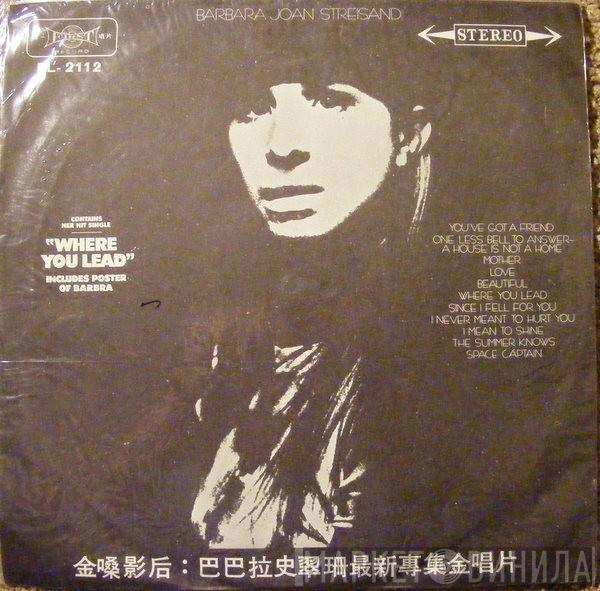 BARBARA JOAN STREISAND
FIRST
唱片
RECORD
L-2112
STEREO
CONTAINS
HER HIT SINGLE
"WHERE
YOU LEAD"
INCLUDES POSTER
OF BARBRA
YOU'VE GOT A FRIEND
ONE LESS BELL TO ANSWER-
A HOUSE IS NOT A HOME
MOTHER
LOVE
BEAUTIFUL
WHERE YOU LEAD
SINCE I FELL FOR YOU
I NEVER MEANT TO HURT YOU
I MEAN TO SHINE
THE SUMMER KNOWS
SPACE CAPTAIN
金嗓影后：巴巴拉史翠珊最新專集金唱片
МАРКЕТ ВИНИЛА